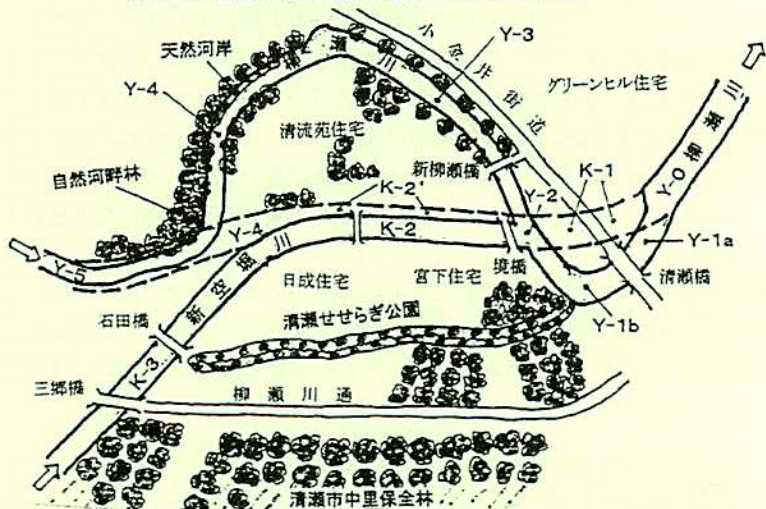 天然河岸
柳瀬川
Y-3
小金井街道
グリーンヒル住宅
Y-4
清流苑住宅
自然河畔林
新柳瀬橋
K-2'
K-1
Y-0 柳瀬川
Y-2
Y-4
K-2
Y-1a
Y-5
新空堀川
日成住宅
宮下住宅
境橋
清瀬橋
石田橋
清瀬せせらぎ公園
Y-1b
K-3
三郷橋
柳瀬川通
清瀬市中里保全林